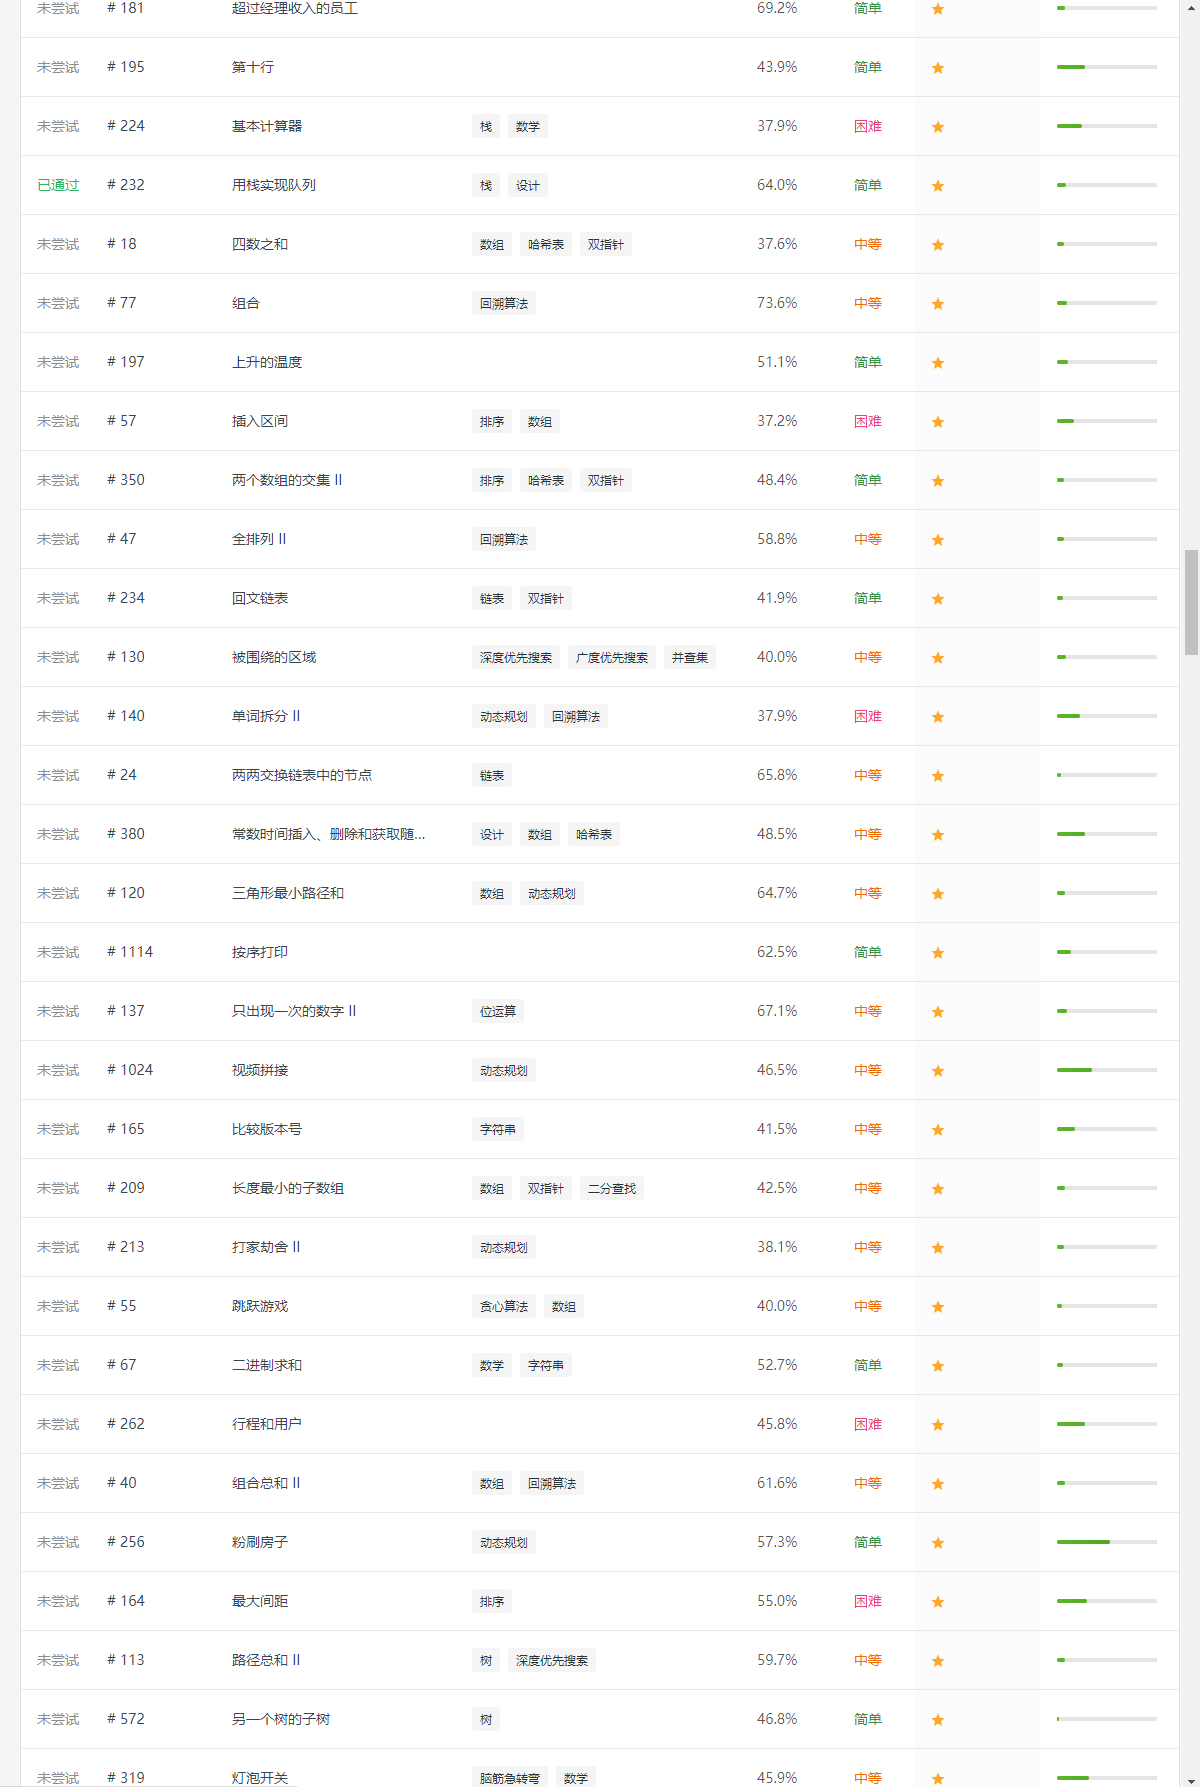 未尝试 # 181 超过经理收入的员工 69.2% 简单
未尝试 # 195 第十行 43.9% 简单
未尝试 # 224 基本计算器 栈 数学 37.9% 困难
已通过 # 232 用栈实现队列 栈 设计 64.0% 简单
未尝试 # 18 四数之和 数组 哈希表 双指针 37.6% 中等
未尝试 # 77 组合 回溯算法 73.6% 中等
未尝试 # 197 上升的温度 51.1% 简单
未尝试 # 57 插入区间 排序 数组 37.2% 困难
未尝试 # 350 两个数组的交集 II 排序 哈希表 双指针 48.4% 简单
未尝试 # 47 全排列 II 回溯算法 58.8% 中等
未尝试 # 234 回文链表 链表 双指针 41.9% 简单
未尝试 # 130 被围绕的区域 深度优先搜索 广度优先搜索 并查集 40.0% 中等
未尝试 # 140 单词拆分 II 动态规划 回溯算法 37.9% 困难
未尝试 # 24 两两交换链表中的节点 链表 65.8% 中等
未尝试 # 380 常数时间插入、删除和获取随... 设计 数组 哈希表 48.5% 中等
未尝试 # 120 三角形最小路径和 数组 动态规划 64.7% 中等
未尝试 # 1114 按序打印 62.5% 简单
未尝试 # 137 只出现一次的数字 II 位运算 67.1% 中等
未尝试 # 1024 视频拼接 动态规划 46.5% 中等
未尝试 # 165 比较版本号 字符串 41.5% 中等
未尝试 # 209 长度最小的子数组 数组 双指针 二分查找 42.5% 中等
未尝试 # 213 打家劫舍 II 动态规划 38.1% 中等
未尝试 # 55 跳跃游戏 贪心算法 数组 40.0% 中等
未尝试 # 67 二进制求和 数学 字符串 52.7% 简单
未尝试 # 262 行程和用户 45.8% 困难
未尝试 # 40 组合总和 II 数组 回溯算法 61.6% 中等
未尝试 # 256 粉刷房子 动态规划 57.3% 简单
未尝试 # 164 最大间距 排序 55.0% 困难
未尝试 # 113 路径总和 II 树 深度优先搜索 59.7% 中等
未尝试 # 572 另一个树的子树 树 46.8% 简单
未尝试 # 319 灯泡开关 脑筋急转弯 数学 45.9% 中等